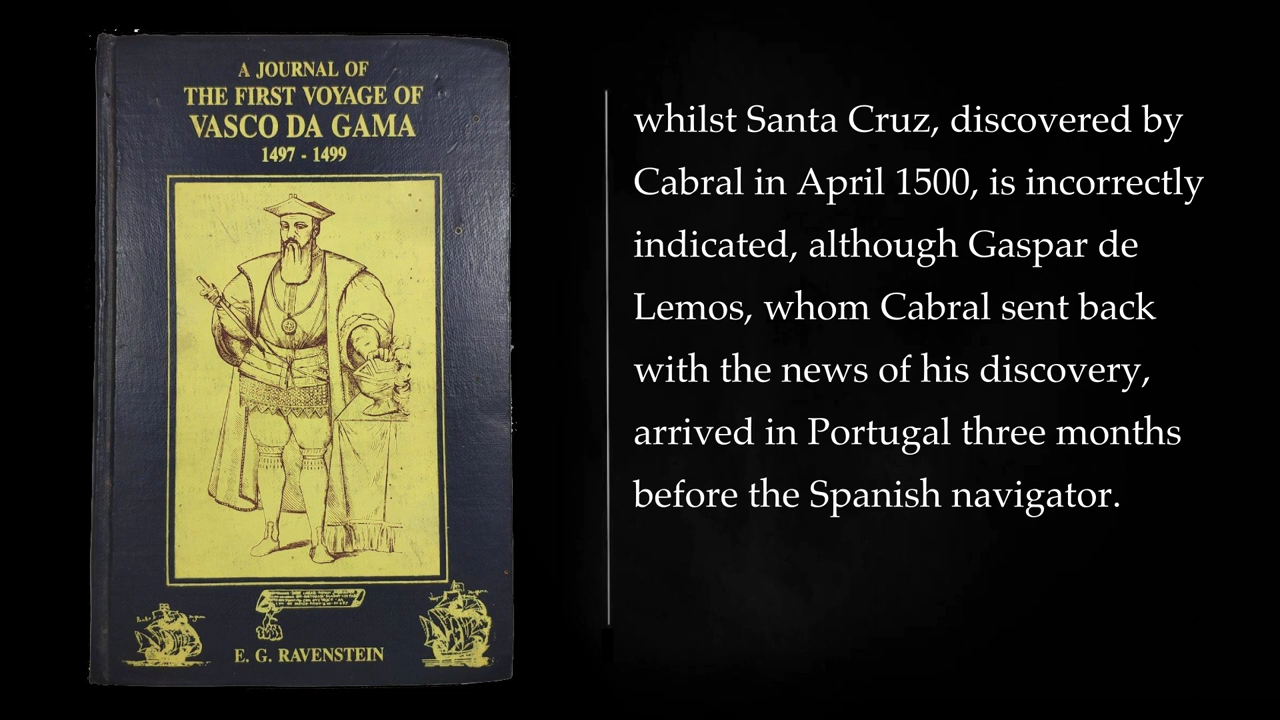 A JOURNAL OF
THE FIRST VOYAGE OF
VASCO DA GAMA
1497 - 1499
E. G. RAVENSTEIN
whilst Santa Cruz, discovered by
Cabral in April 1500, is incorrectly
indicated, although Gaspar de
Lemos, whom Cabral sent back
with the news of his discovery,
arrived in Portugal three months
before the Spanish navigator.